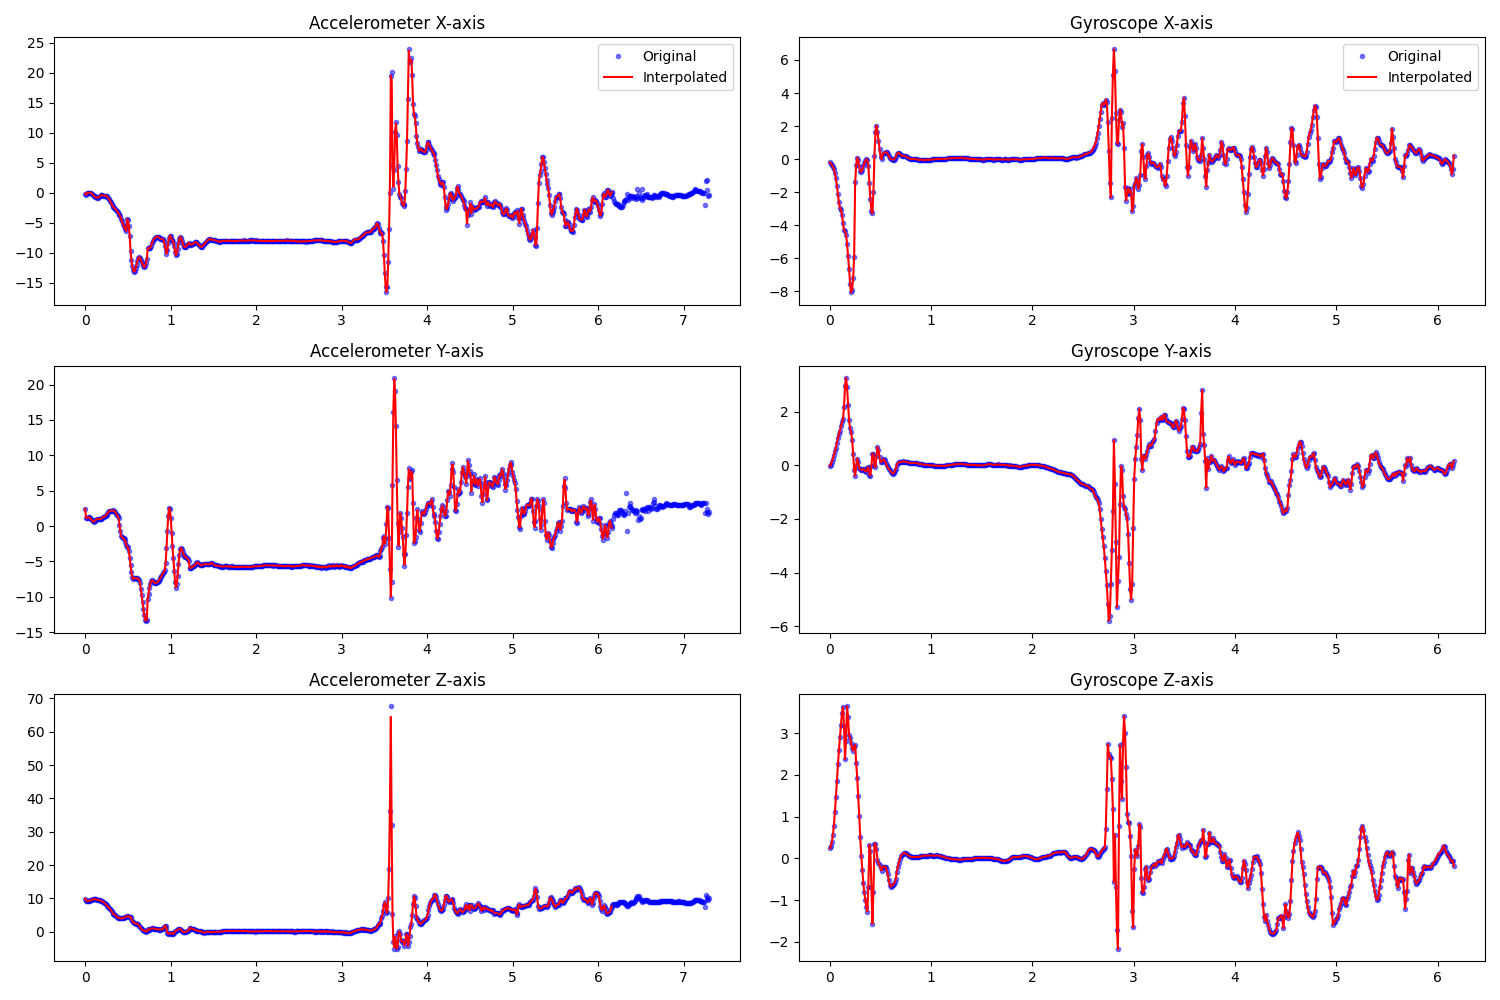 Accelerometer X-axis
25
20
15
10
5
0
−5
−10
−15
0 1 2 3 4 5 6 7
Original
Interpolated
Gyroscope X-axis
6
4
2
0
−2
−4
−6
−8
0 1 2 3 4 5 6
Original
Interpolated
Accelerometer Y-axis
20
15
10
5
0
−5
−10
−15
0 1 2 3 4 5 6 7
Gyroscope Y-axis
2
0
−2
−4
−6
0 1 2 3 4 5 6
Accelerometer Z-axis
70
60
50
40
30
20
10
0
0 1 2 3 4 5 6 7
Gyroscope Z-axis
3
2
1
0
−1
−2
0 1 2 3 4 5 6